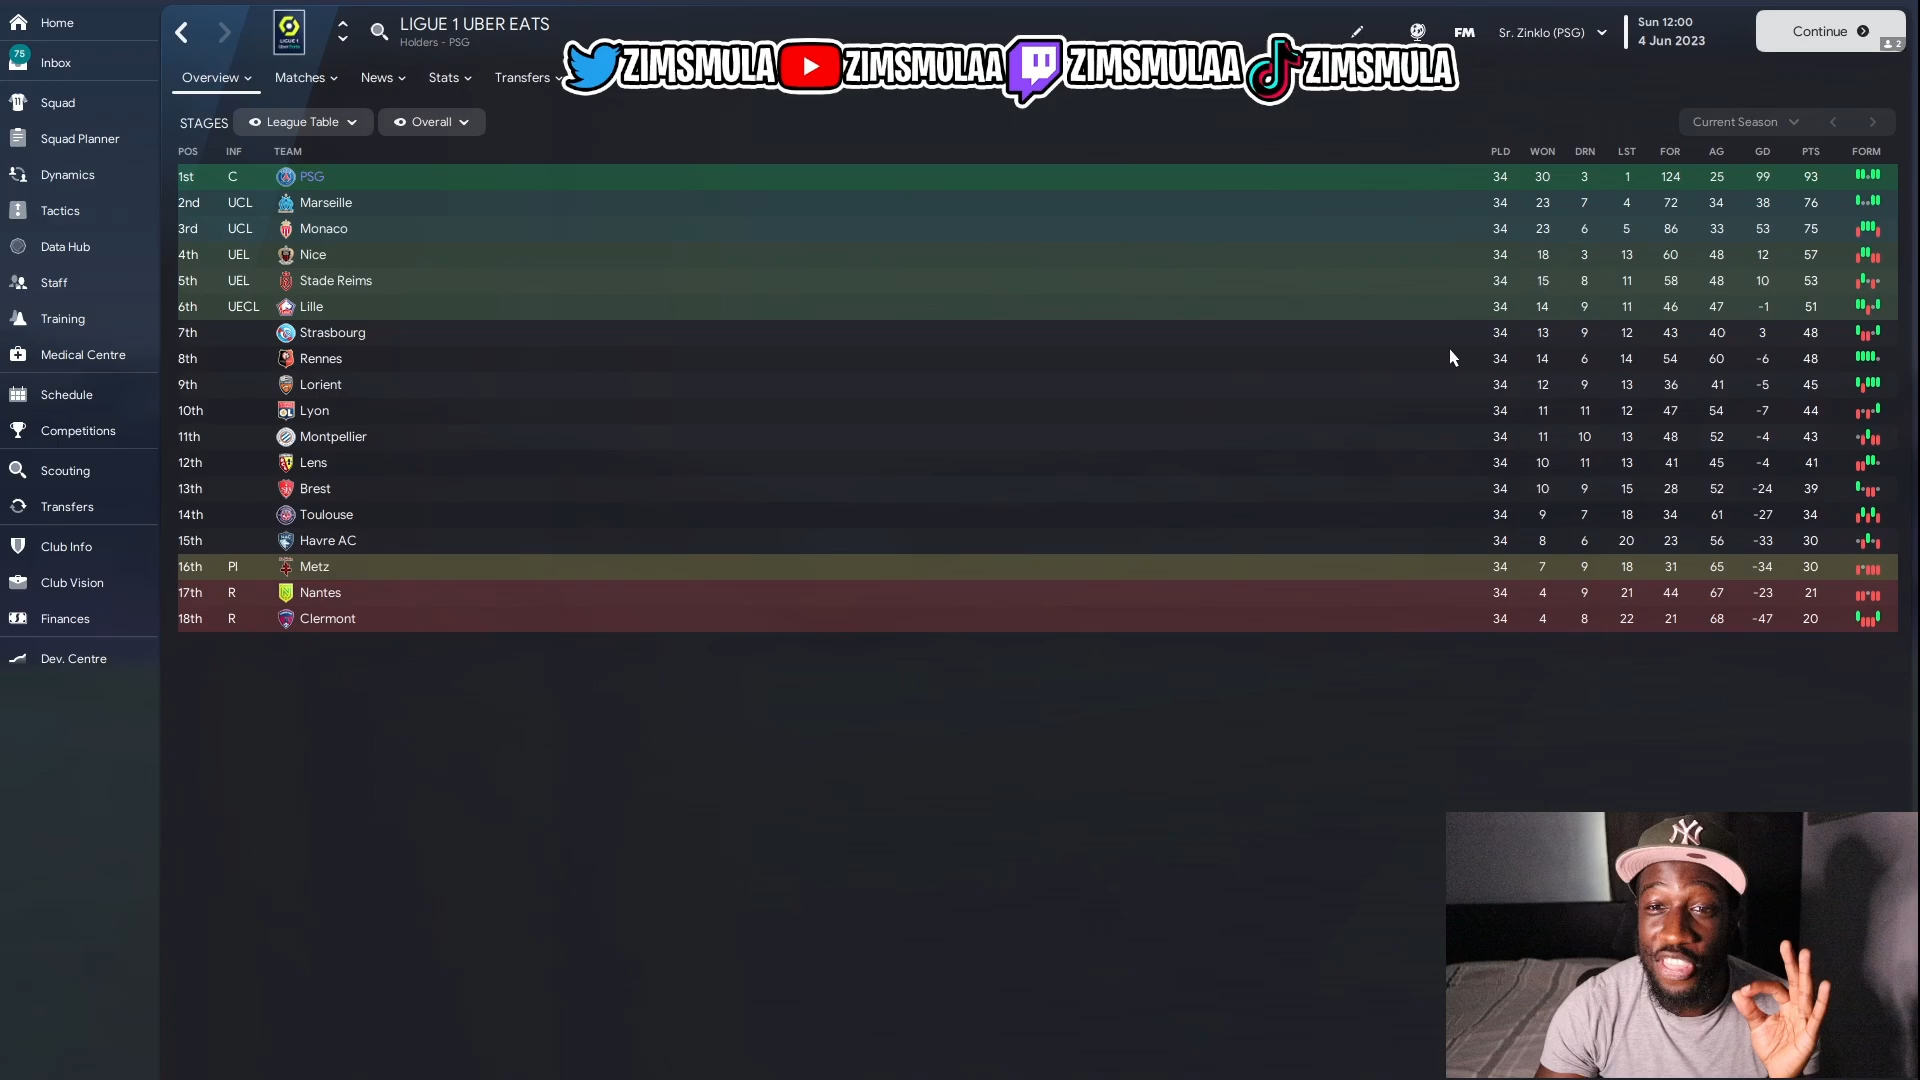 Home
75
Inbox
Squad
Squad Planner
Dynamics
Tactics
Data Hub
Staff
Training
Medical Centre
Schedule
Competitions
Scouting
Transfers
Club Info
Club Vision
Finances
Dev. Centre
LIGUE 1 UBER EATS
Holders - PSG
FM
Sr. Zinklo (PSG)
Sun 12:00
4 Jun 2023
Continue
2
Overview Matches News Stats Transfers
ZIMSMULA ZIMSMULAA ZIMSMULAA ZIMSMULA
STAGES League Table Overall Current Season
POS INF TEAM PLD WON DRN LST FOR AG GD PTS FORM
1st C PSG 34 30 3 1 124 25 99 93
2nd UCL Marseille 34 23 7 4 72 34 38 76
3rd UCL Monaco 34 23 6 5 86 33 53 75
4th UEL Nice 34 18 3 13 60 48 12 57
5th UEL Stade Reims 34 15 8 11 58 48 10 53
6th UECL Lille 34 14 9 11 46 47 -1 51
7th Strasbourg 34 13 9 12 43 40 3 48
8th Rennes 34 14 6 14 54 60 -6 48
9th Lorient 34 12 9 13 36 41 -5 45
10th Lyon 34 11 11 12 47 54 -7 44
11th Montpellier 34 11 10 13 48 52 -4 43
12th Lens 34 10 11 13 41 45 -4 41
13th Brest 34 10 9 15 28 52 -24 39
14th Toulouse 34 9 7 18 34 61 -27 34
15th Havre AC 34 8 6 20 23 56 -33 30
16th Pl Metz 34 7 9 18 31 65 -34 30
17th R Nantes 34 4 9 21 44 67 -23 21
18th R Clermont 34 4 8 22 21 68 -47 20